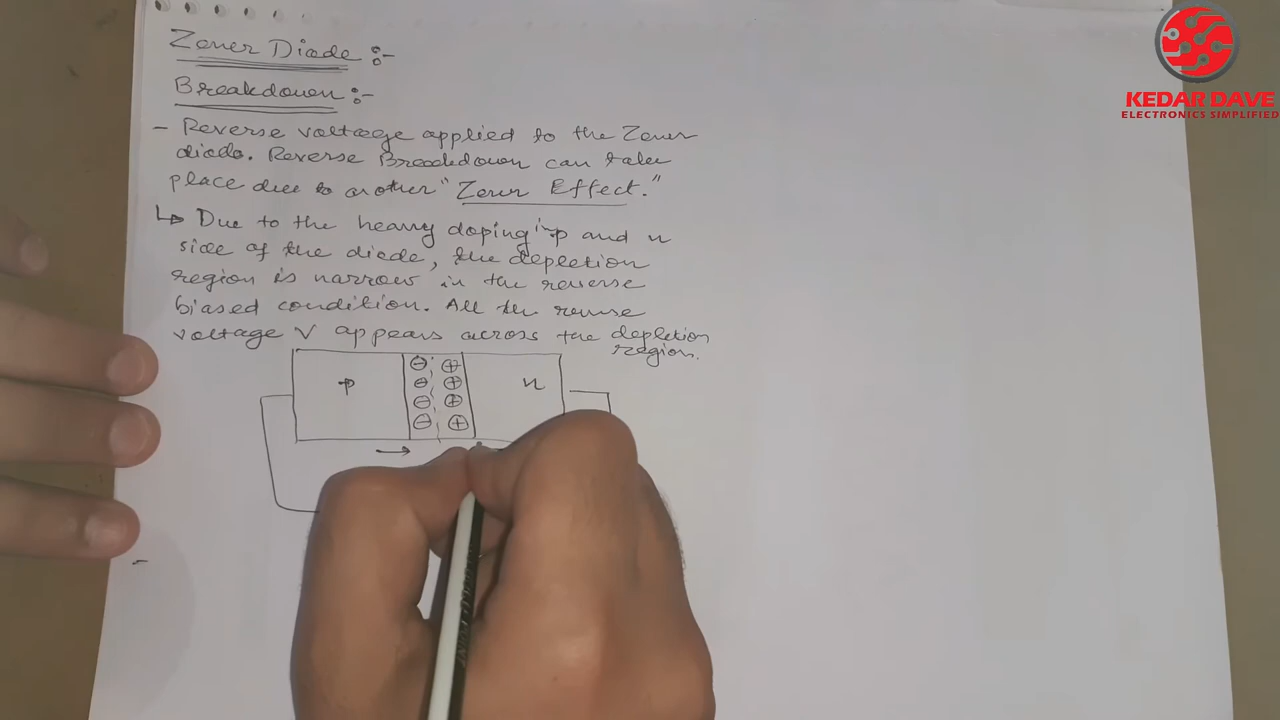 Zener Diode :-
Breakdown :-
- Reverse voltage applied to the Zener
diode. Reverse Breakdown can take
place due to another "Zener Effect."
↳ Due to the heavy doping in p and n
side of the diode, the depletion
region is narrow in the reverse
biased condition. All the reverse
voltage V appears across the depletion
region.
p
⊖ ⊕
⊖ ⊕
⊖ ⊕
⊖ ⊕
n
→
KEDAR DAVE
ELECTRONICS SIMPLIFIED